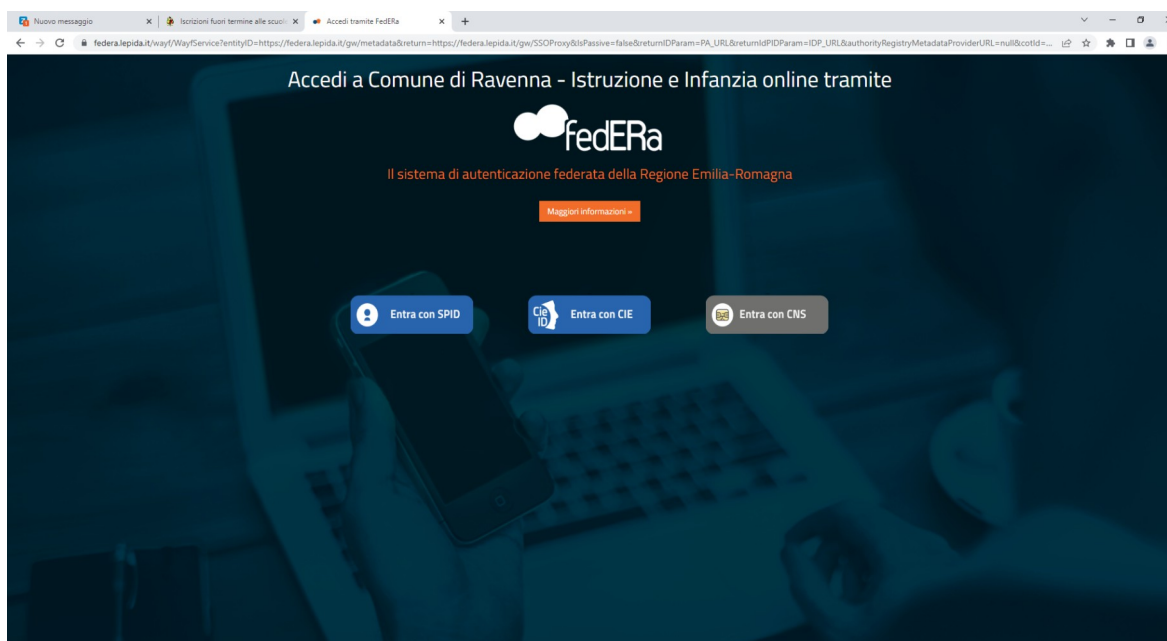 Nuovo messaggio
Iscrizioni fuori termine alle scuol
Accedi tramite FedERa
federa.lepida.it/wayf/WayfService?entityID=https://federa.lepida.it/gw/metadata&return=https://federa.lepida.it/gw/SSOProxy&IsPassive=false&returnIDParam=PA_URL&returnIdPIDParam=IDP_URL&authorityRegistryMetadataProviderURL=null&cotId=...
Accedi a Comune di Ravenna - Istruzione e Infanzia online tramite
fedERa
Il sistema di autenticazione federata della Regione Emilia-Romagna
Maggiori informazioni »
Entra con SPID
CieID Entra con CIE
Entra con CNS